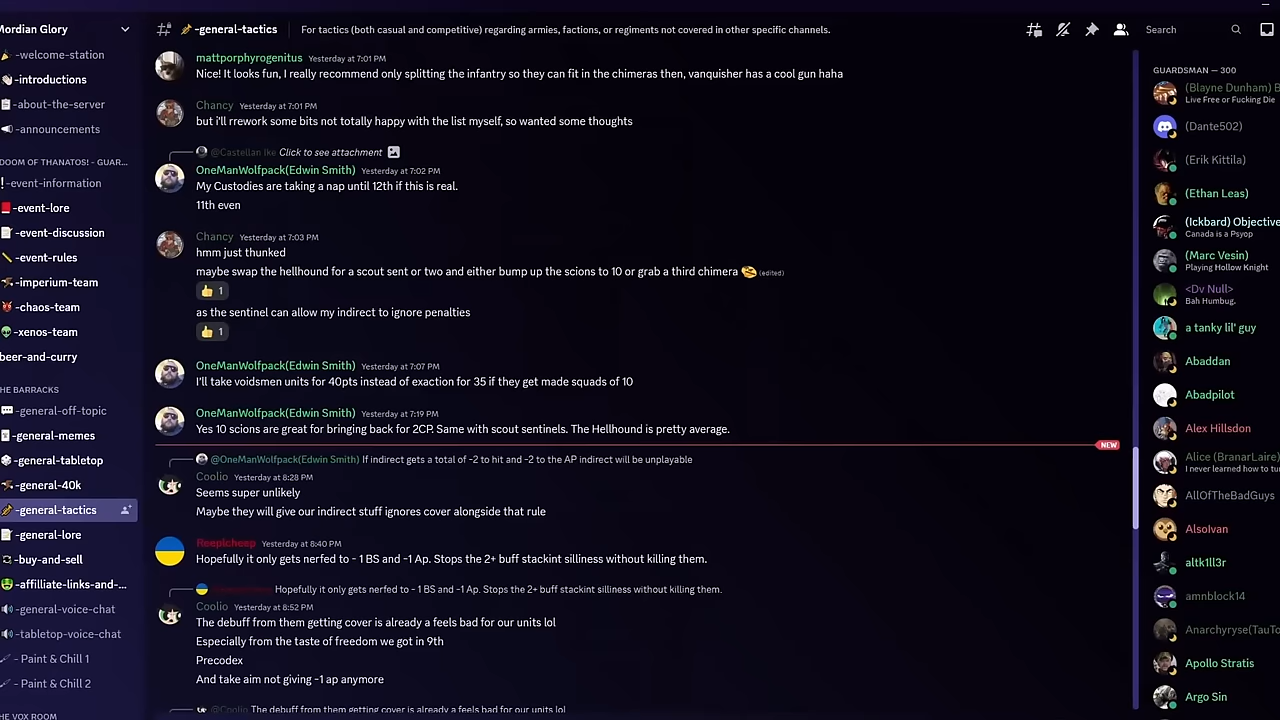 Mordian Glory
-welcome-station
-introductions
-about-the-server
-announcements
DOOM OF THANATOS! - GUAR...
-event-information
-event-lore
-event-discussion
-event-rules
-imperium-team
-chaos-team
-xenos-team
beer-and-curry
HE BARRACKS
-general-off-topic
-general-memes
-general-tabletop
-general-40k
-general-tactics
-general-lore
-buy-and-sell
-affiliate-links-and-...
-general-voice-chat
-tabletop-voice-chat
- Paint & Chill 1
- Paint & Chill 2
HE VOX ROOM
-general-tactics
For tactics (both casual and competitive) regarding armies, factions, or regiments not covered in other specific channels.
Search
mattporphyrogenitus Yesterday at 7:01 PM
Nice! It looks fun, I really recommend only splitting the infantry so they can fit in the chimeras then, vanquisher has a cool gun haha
Chancy Yesterday at 7:01 PM
but i'll rrework some bits not totally happy with the list myself, so wanted some thoughts
@Castellan Ike Click to see attachment
OneManWolfpack(Edwin Smith) Yesterday at 7:02 PM
My Custodies are taking a nap until 12th if this is real.
11th even
Chancy Yesterday at 7:03 PM
hmm just thunked
maybe swap the hellhound for a scout sent or two and either bump up the scions to 10 or grab a third chimera (edited)
1
as the sentinel can allow my indirect to ignore penalties
1
OneManWolfpack(Edwin Smith) Yesterday at 7:07 PM
I'll take voidsmen units for 40pts instead of exaction for 35 if they get made squads of 10
OneManWolfpack(Edwin Smith) Yesterday at 7:19 PM
Yes 10 scions are great for bringing back for 2CP. Same with scout sentinels. The Hellhound is pretty average.
NEW
@OneManWolfpack(Edwin Smith) If indirect gets a total of -2 to hit and -2 to the AP indirect will be unplayable
Coolio Yesterday at 8:28 PM
Seems super unlikely
Maybe they will give our indirect stuff ignores cover alongside that rule
Reepicheep Yesterday at 8:40 PM
Hopefully it only gets nerfed to - 1 BS and -1 Ap. Stops the 2+ buff stackint silliness without killing them.
Hopefully it only gets nerfed to - 1 BS and -1 Ap. Stops the 2+ buff stackint silliness without killing them.
Coolio Yesterday at 8:52 PM
The debuff from them getting cover is already a feels bad for our units lol
Especially from the taste of freedom we got in 9th
Precodex
And take aim not giving -1 ap anymore
@Coolio The debuff from them getting cover is already a feels bad for our units lol
GUARDSMAN — 300
(Blayne Dunham) B
Live Free or Fucking Die
(Dante502)
(Erik Kittila)
(Ethan Leas)
(Ickbard) Objective
Canada is a Psyop
(Marc Vesin)
Playing Hollow Knight
<Dv Null>
Bah Humbug.
a tanky lil' guy
Abaddan
Abadpilot
Alex Hillsdon
Alice (BranarLaire)
I never learned how to tu
AllOfTheBadGuys
Alsolvan
altk1ll3r
amnblock14
Anarchyryse(TauTo
Apollo Stratis
Argo Sin